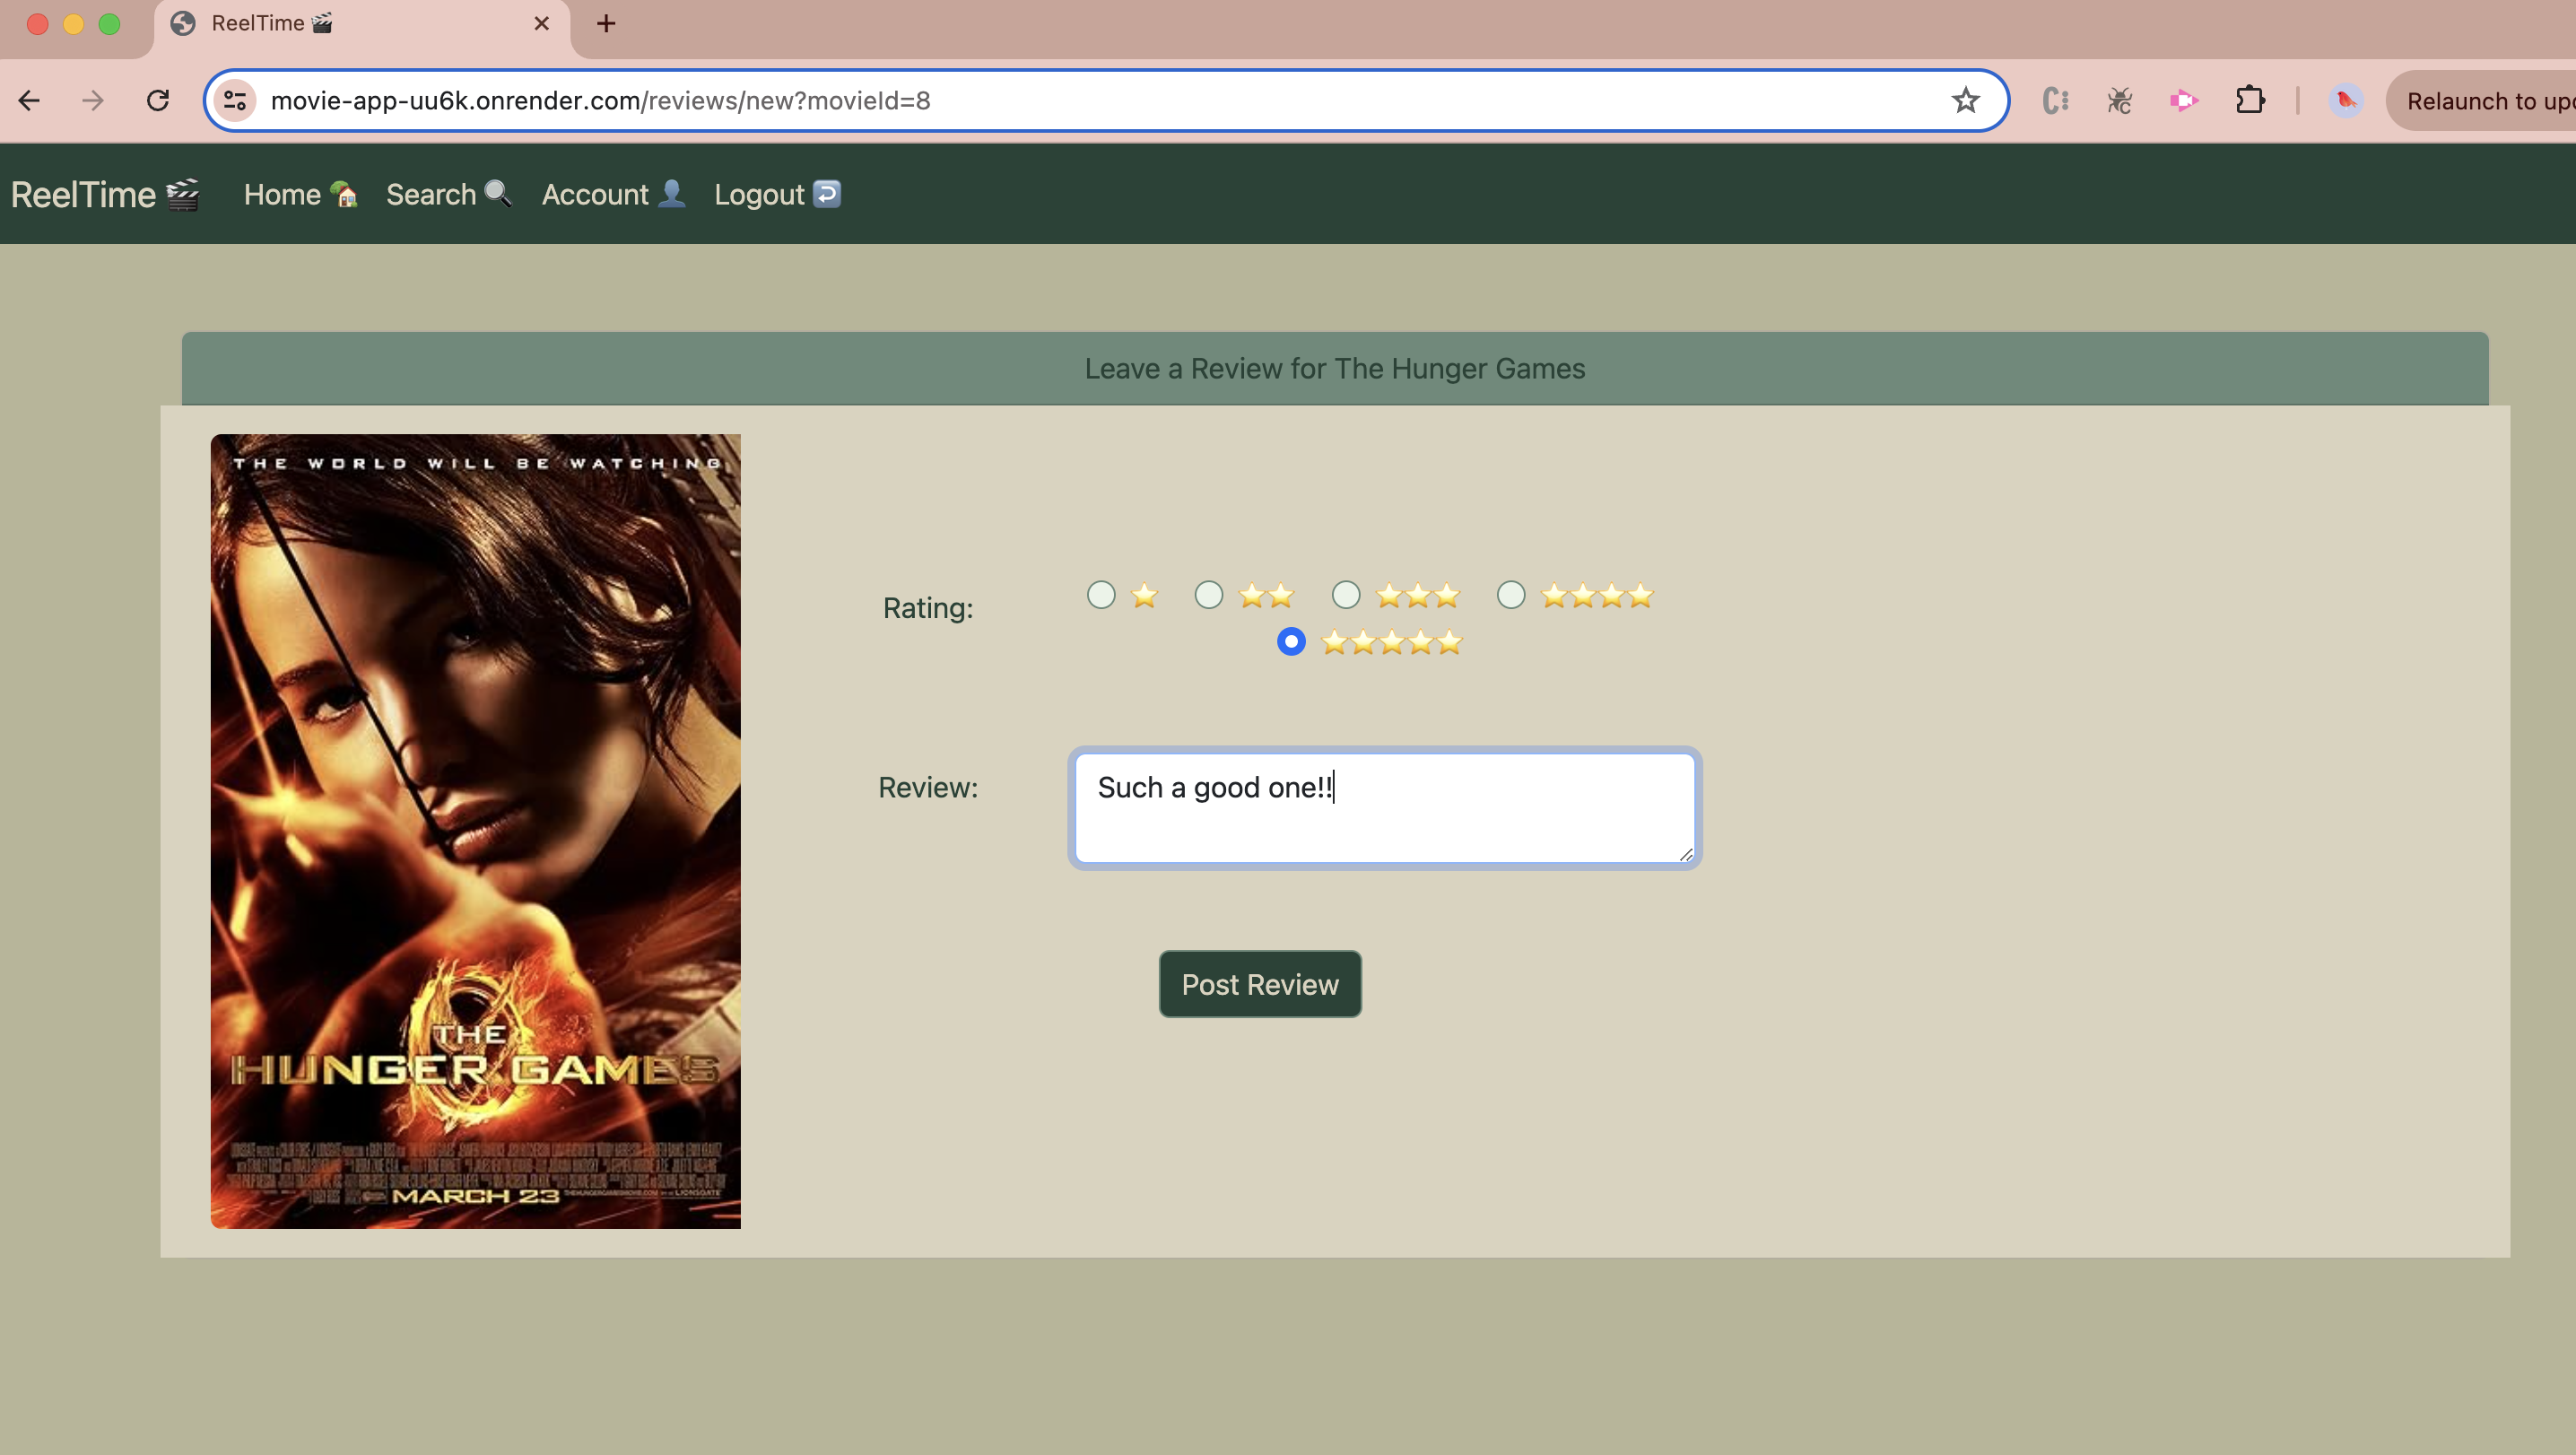 ReelTime 🎬
movie-app-uu6k.onrender.com/reviews/new?movieId=8
Relaunch to up
ReelTime 🎬 Home 🏡 Search 🔍 Account 👤 Logout ↩️
Leave a Review for The Hunger Games
THE WORLD WILL BE WATCHING
THE
HUNGER GAMES
MARCH 23
Rating: ⭐ ⭐⭐ ⭐⭐⭐ ⭐⭐⭐⭐
⭐⭐⭐⭐⭐
Review: Such a good one!!
Post Review